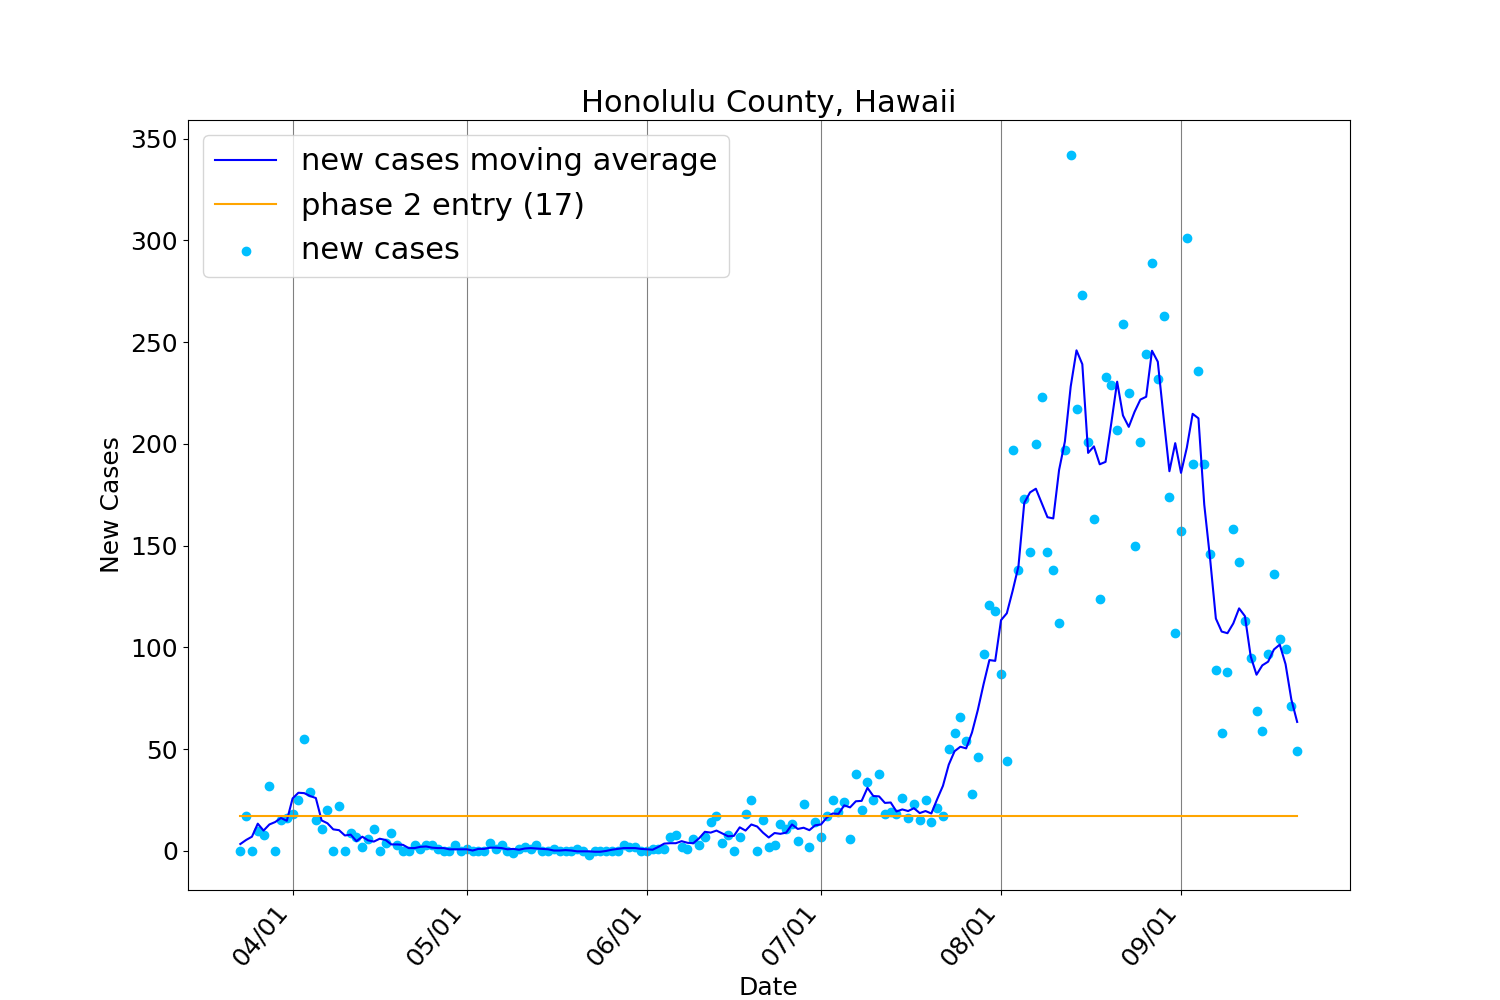 Honolulu County, Hawaii
new cases moving average
phase 2 entry (17)
new cases
350
300
250
200
150
100
50
0
New Cases
04/01
05/01
06/01
07/01
08/01
09/01
Date